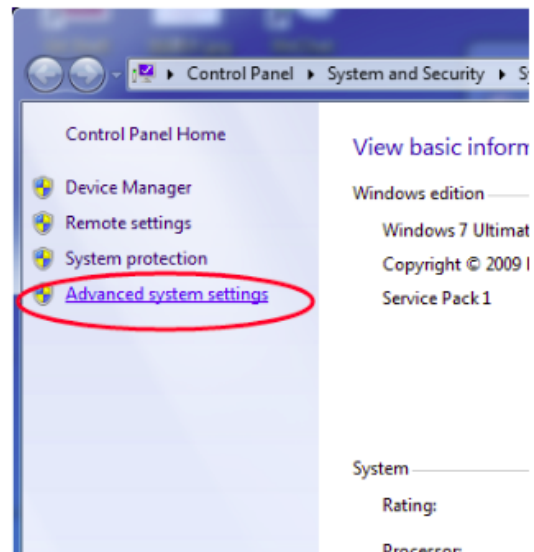 Control Panel ▸ System and Security ▸
Control Panel Home
Device Manager
Remote settings
System protection
Advanced system settings
View basic inform
Windows edition
Windows 7 Ultimat
Copyright © 2009
Service Pack 1
System
Rating:
Processor: